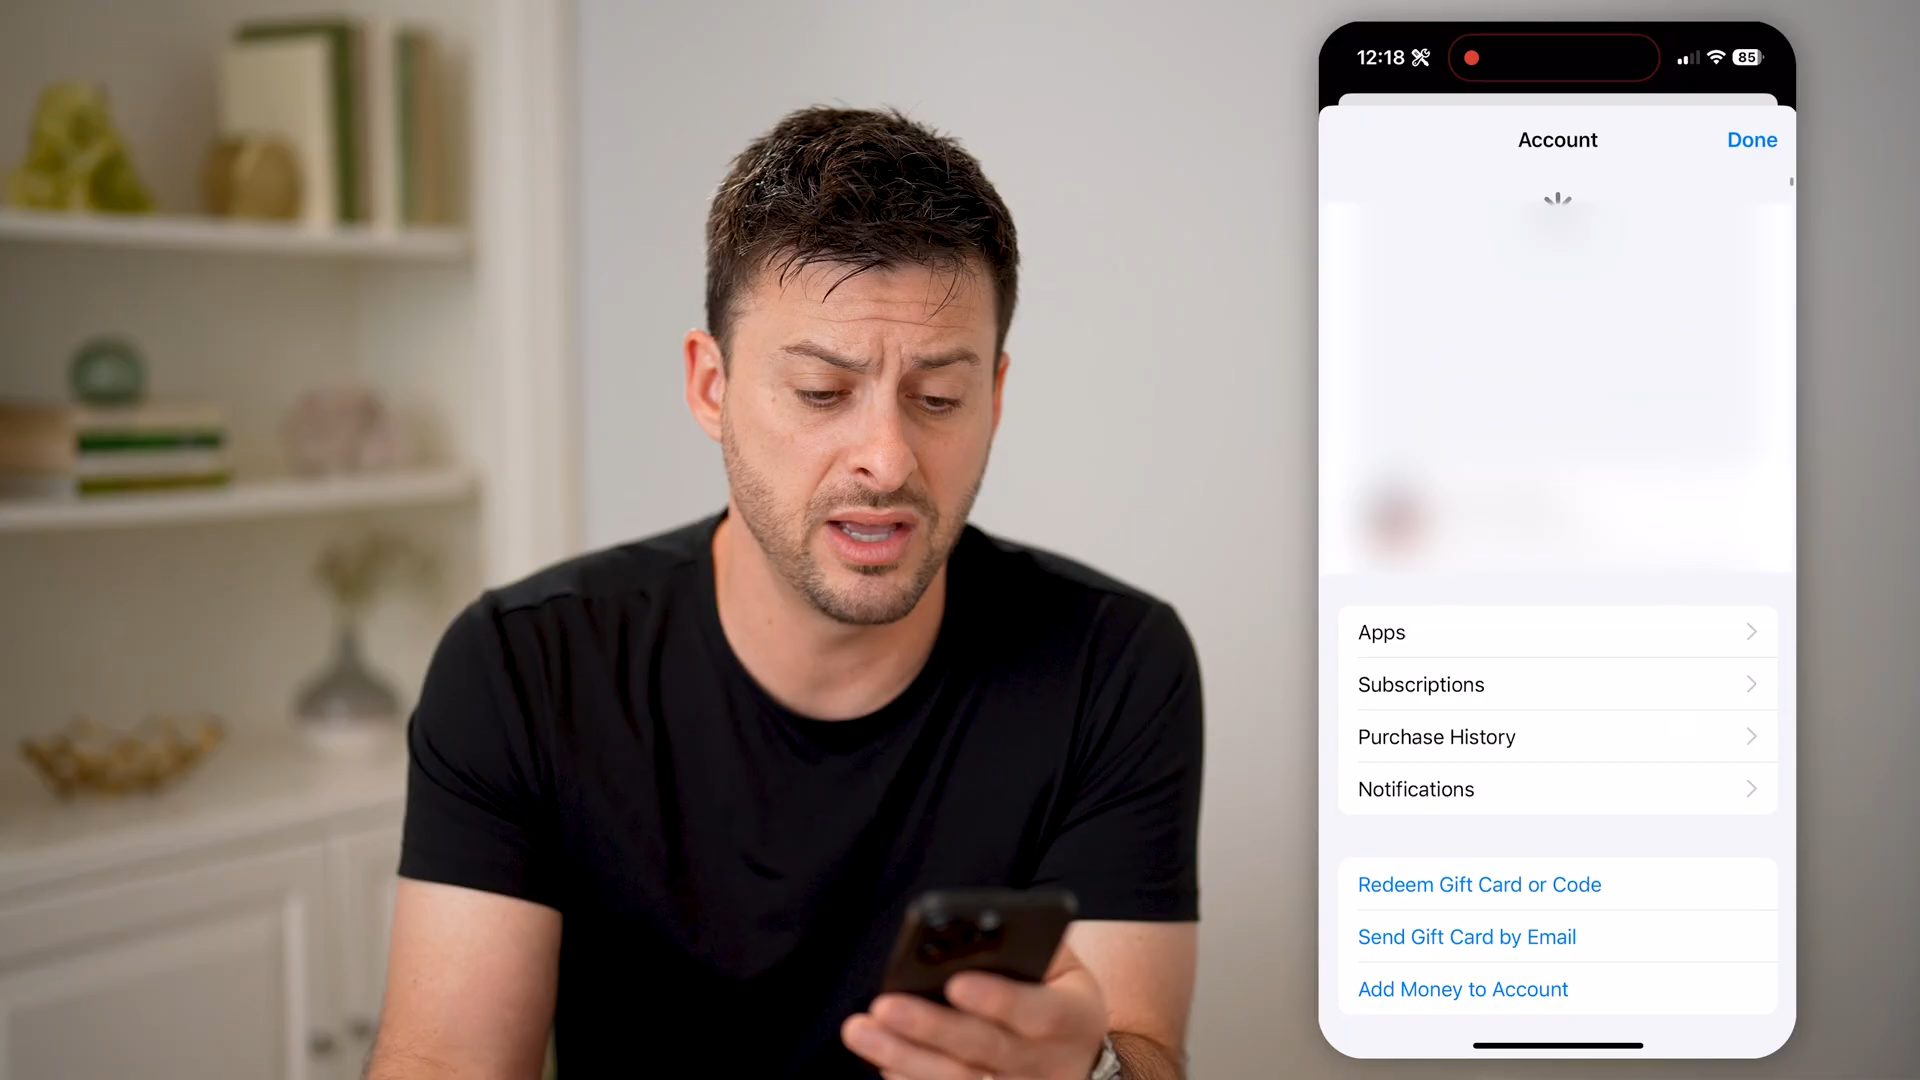 12:18
85
Account
Done
Apps
Subscriptions
Purchase History
Notifications
Redeem Gift Card or Code
Send Gift Card by Email
Add Money to Account